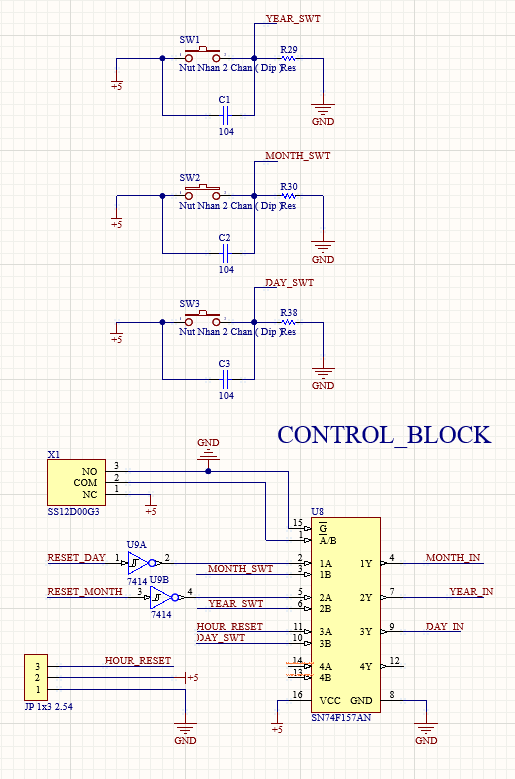 YEAR_SWT
SW1
R29
Nut Nhan 2 Chan ( Dip )
Res
+5
C1
104
GND
MONTH_SWT
SW2
R30
Nut Nhan 2 Chan ( Dip )
Res
+5
C2
104
GND
DAY_SWT
SW3
R38
Nut Nhan 2 Chan ( Dip )
Res
+5
C3
104
GND
CONTROL_BLOCK
GND
X1
NO 3
COM 2
NC 1
SS12D00G3
+5
U8
15 G
1 A/B
U9A
RESET_DAY 1 2
7414
2 1A 1Y 4 MONTH_IN
MONTH_SWT 3 1B
U9B
RESET_MONTH 3 4
7414
5 2A 2Y 7 YEAR_IN
YEAR_SWT 6 2B
HOUR_RESET 11 3A 3Y 9 DAY_IN
DAY_SWT 10 3B
14 4A 4Y 12
13 4B
16 VCC GND 8
SN74F157AN
+5
GND
HOUR_RESET
3
2 +5
1
JP 1x3 2.54
GND